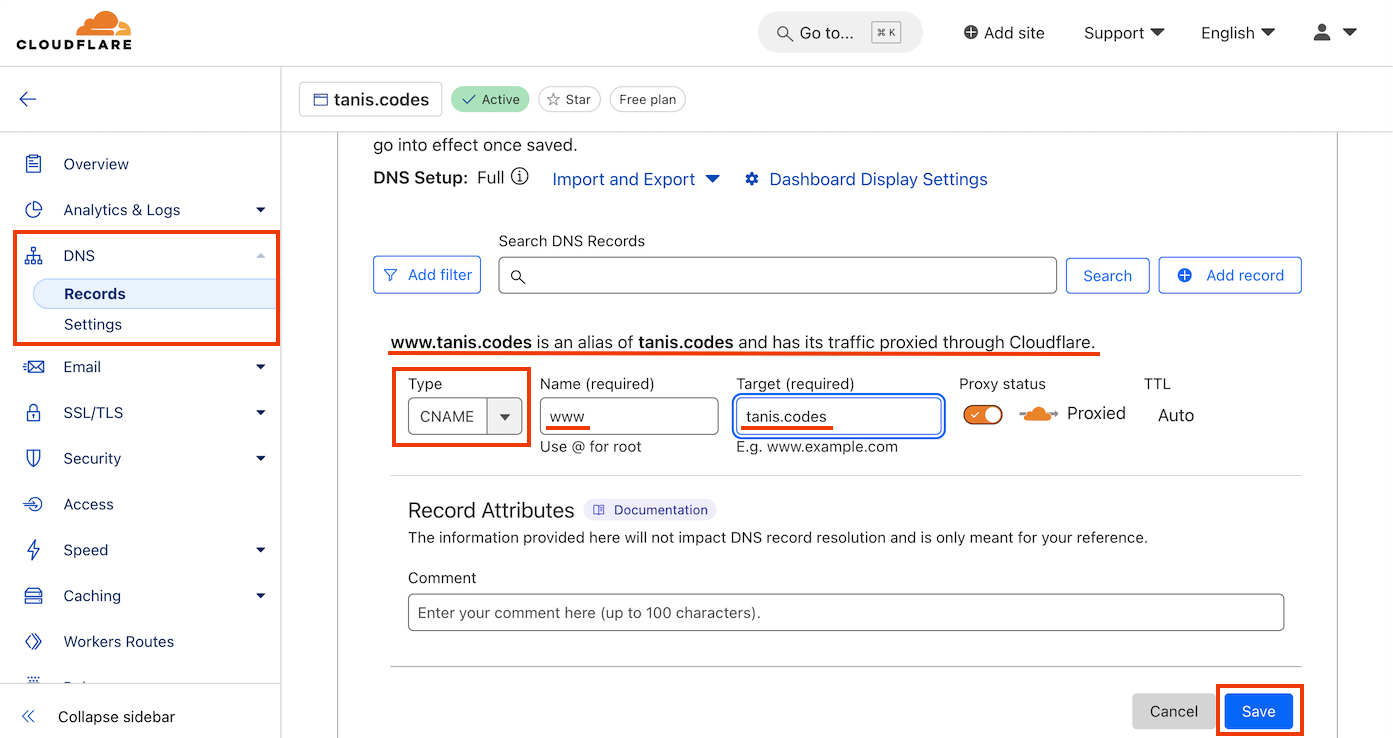 CLOUDFLARE
Go to... ⌘ K
Add site
Support
English
tanis.codes
Active
Star
Free plan
Overview
Analytics & Logs
DNS
Records
Settings
Email
SSL/TLS
Security
Access
Speed
Caching
Workers Routes
Collapse sidebar
go into effect once saved.
DNS Setup: Full
Import and Export
Dashboard Display Settings
Search DNS Records
Add filter
Search
Add record
www.tanis.codes is an alias of tanis.codes and has its traffic proxied through Cloudflare.
Type
CNAME
Name (required)
www
Use @ for root
Target (required)
tanis.codes
E.g. www.example.com
Proxy status
Proxied
TTL
Auto
Record Attributes
Documentation
The information provided here will not impact DNS record resolution and is only meant for your reference.
Comment
Enter your comment here (up to 100 characters).
Cancel
Save